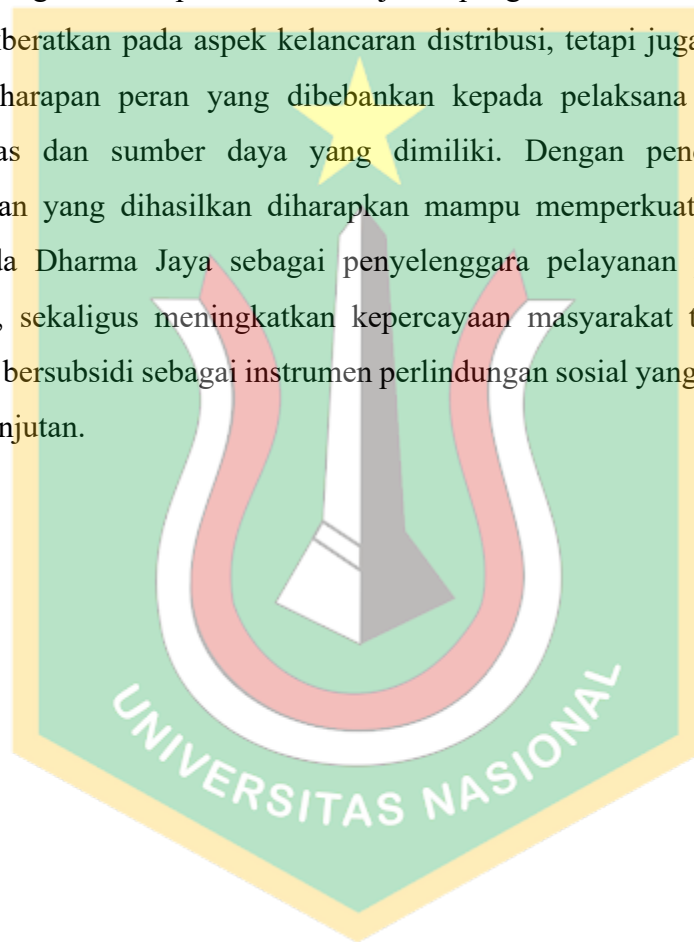 beratkan pada aspek kelancaran distribusi, tetapi juga
harapan peran yang dibebankan kepada pelaksana
as dan sumber daya yang dimiliki. Dengan pend
an yang dihasilkan diharapkan mampu memperkuat
da Dharma Jaya sebagai penyelenggara pelayanan
, sekaligus meningkatkan kepercayaan masyarakat t
bersubsidi sebagai instrumen perlindungan sosial yang
njutan.
UNIVERSITAS NASIONAL